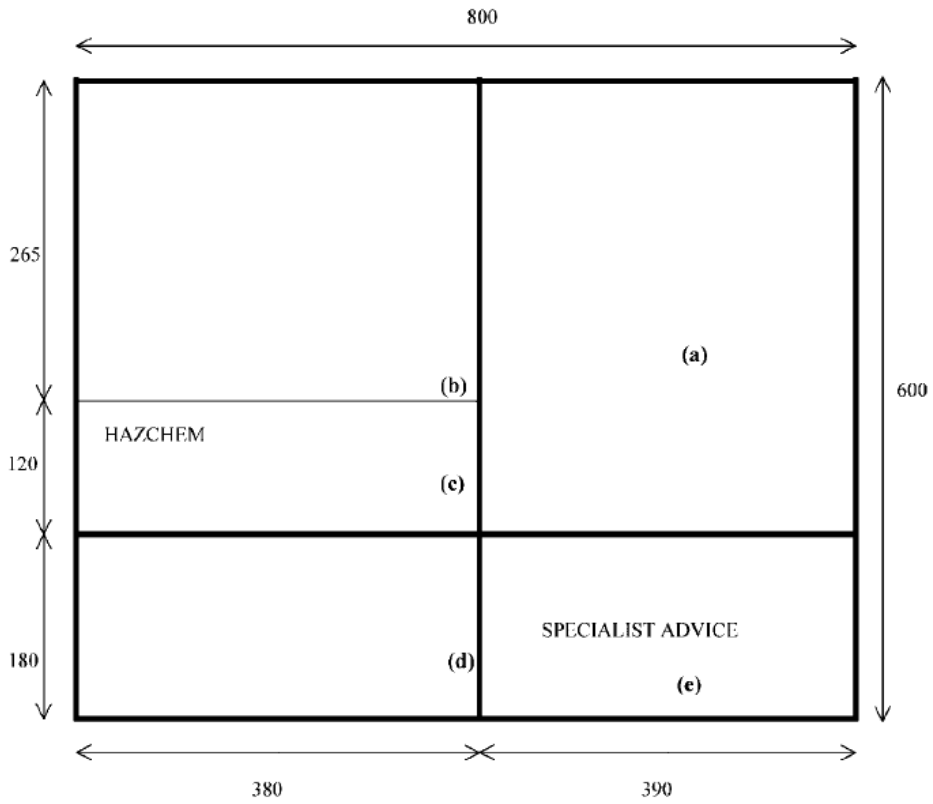 800
265
(a)
(b)
600
HAZCHEM
120
(c)
SPECIALIST ADVICE
180
(d)
(e)
380
390